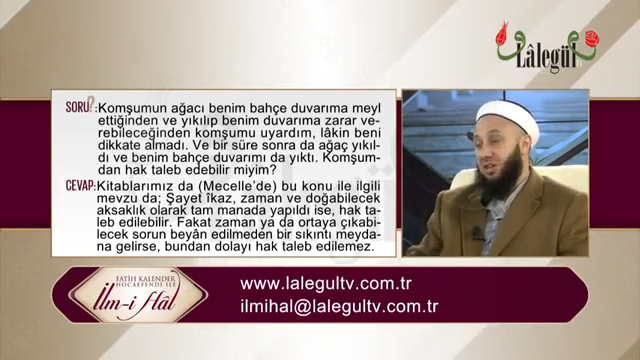 Lâlegül
SORU?:Komşumun ağacı benim bahçe duvarıma meyl
ettiğinden ve yıkılıp benim duvarıma zarar ve-
rebileceğinden komşumu uyardım, lâkin beni
dikkate almadı. Ve bir süre sonra da ağaç yıkıl-
dı ve benim bahçe duvarımı da yıktı. Komşum-
dan hak taleb edebilir miyim?
CEVAP:Kitablarımız da (Mecelle'de) bu konu ile ilgili
mevzu da; Şayet îkaz, zaman ve doğabilecek
aksaklık olarak tam manada yapıldı ise, hak ta-
leb edilebilir. Fakat zaman ya da ortaya çıkabi-
lecek sorun beyân edilmeden bir sıkıntı meyda-
na gelirse, bundan dolayı hak taleb edilemez.
FATİH KALENDER
HOCAEFENDİ İLE
İlm-i Hâl
www.lalegultv.com.tr
ilmihal@lalegultv.com.tr